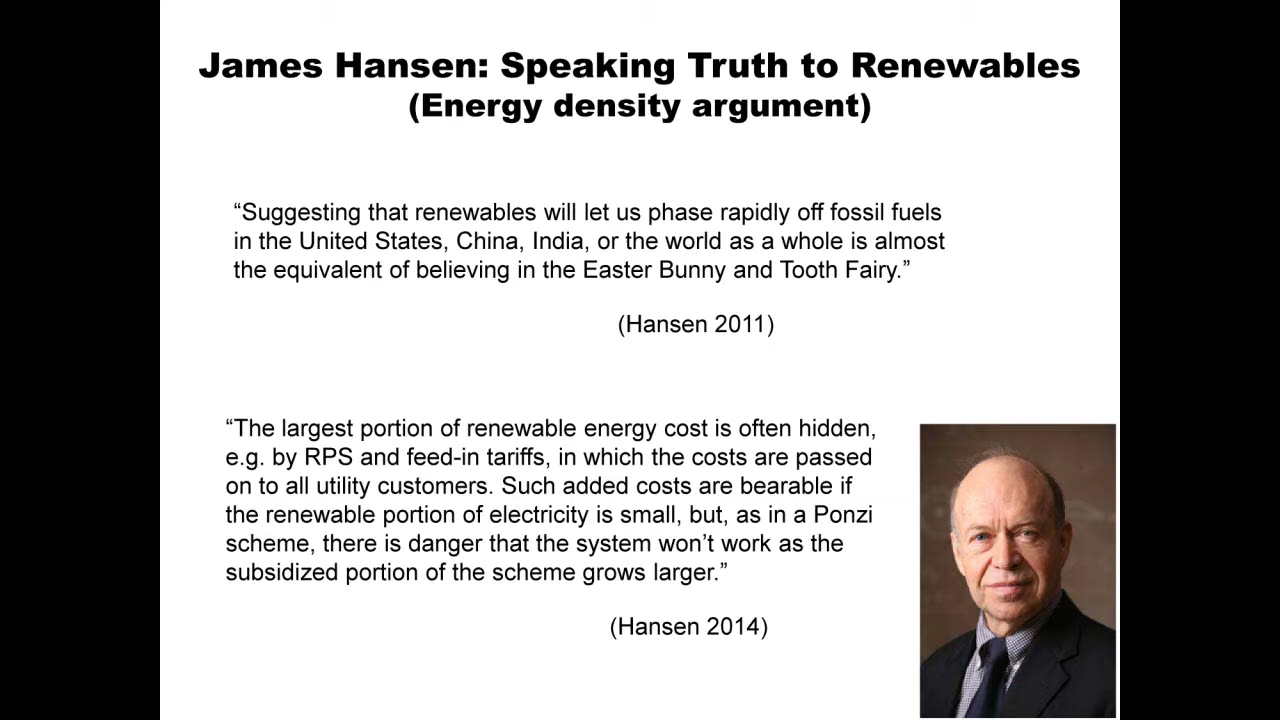 James Hansen: Speaking Truth to Renewables
(Energy density argument)
“Suggesting that renewables will let us phase rapidly off fossil fuels
in the United States, China, India, or the world as a whole is almost
the equivalent of believing in the Easter Bunny and Tooth Fairy.”
(Hansen 2011)
“The largest portion of renewable energy cost is often hidden,
e.g. by RPS and feed-in tariffs, in which the costs are passed
on to all utility customers. Such added costs are bearable if
the renewable portion of electricity is small, but, as in a Ponzi
scheme, there is danger that the system won’t work as the
subsidized portion of the scheme grows larger.”
(Hansen 2014)